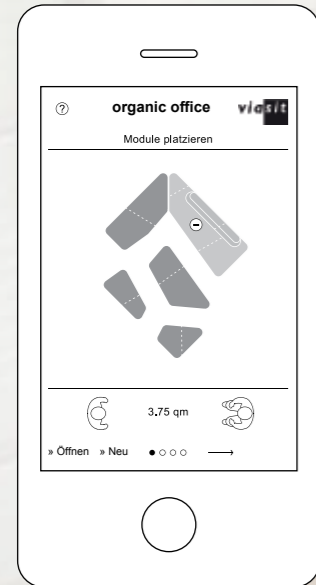 ?
organic office
viasit
Module platzieren
3.75 qm
» Öffnen » Neu